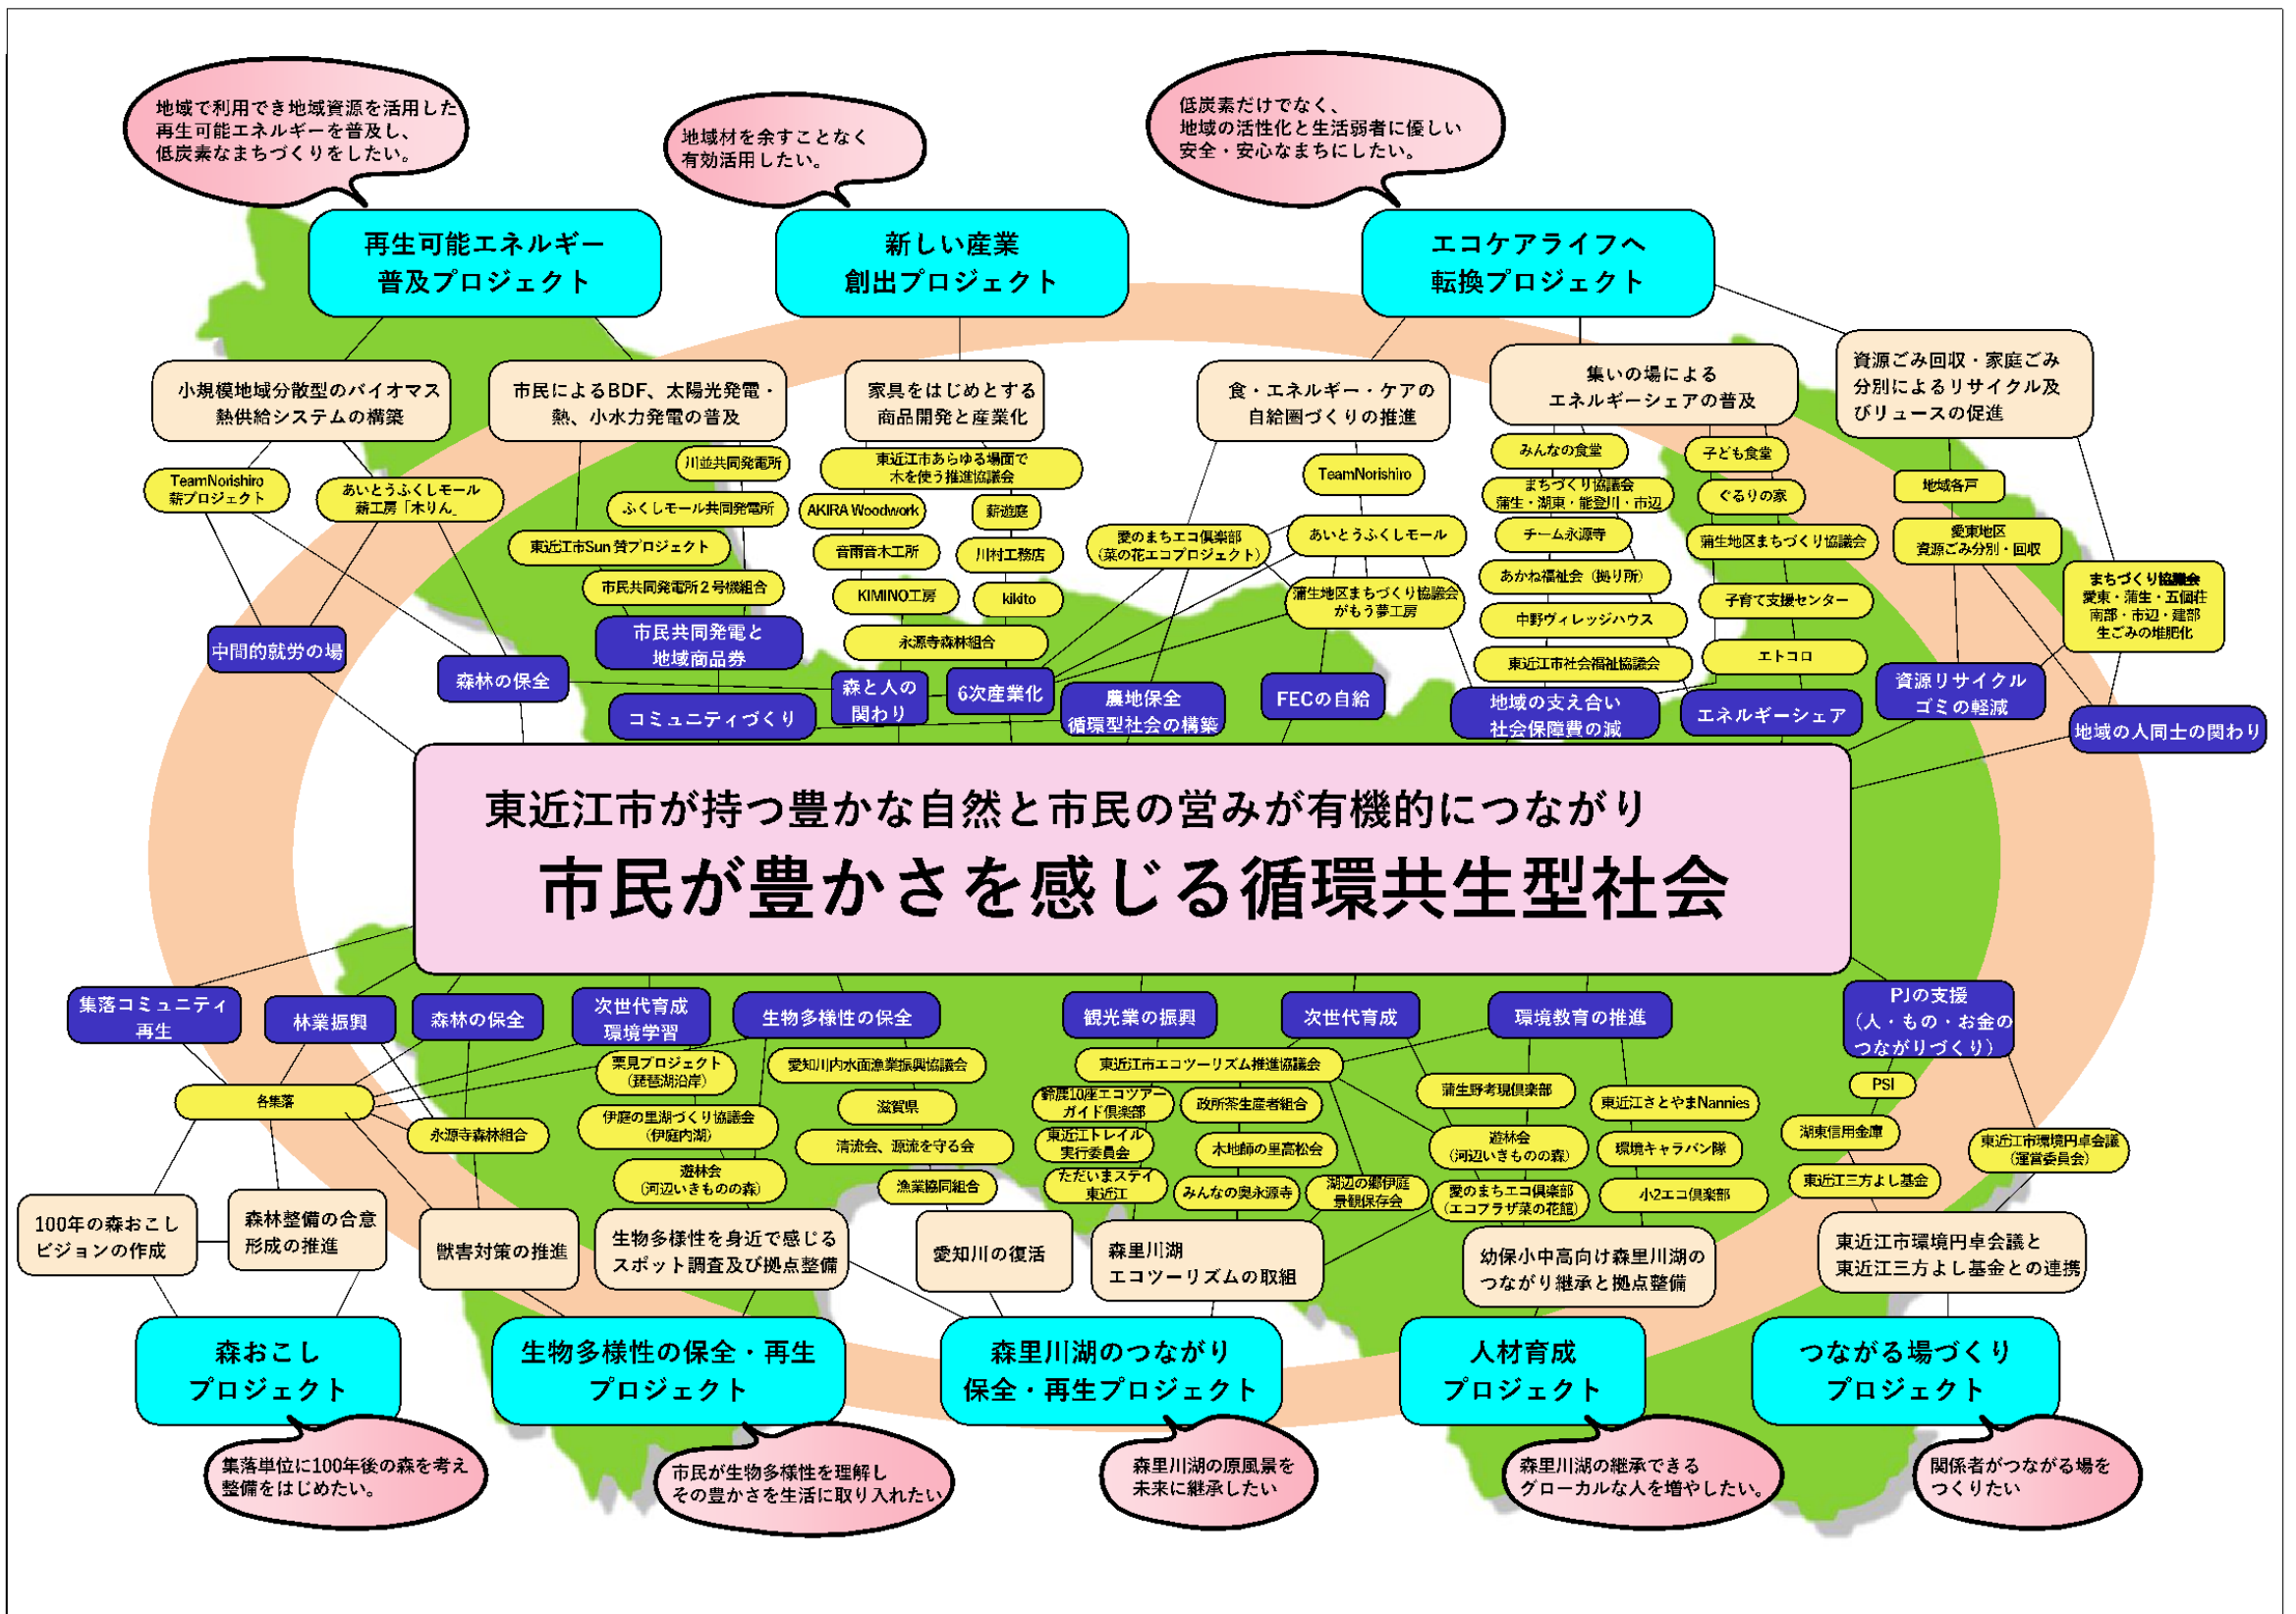 地域で利用でき地域資源を活用した
再生可能エネルギーを普及し、
低炭素なまちづくりをしたい。
地域材を余すことなく
有効活用したい。
低炭素だけでなく、
地域の活性化と生活弱者に優しい
安全・安心なまちにしたい。
再生可能エネルギー
普及プロジェクト
新しい産業
創出プロジェクト
エコケアライフへ
転換プロジェクト
小規模地域分散型のバイオマス
熱供給システムの構築
市民によるBDF、太陽光発電・
熱、小水力発電の普及
家具をはじめとする
商品開発と産業化
食・エネルギー・ケアの
自給圏づくりの推進
集いの場による
エネルギーシェアの普及
資源ごみ回収・家庭ごみ
分別によるリサイクル及
びリユースの促進
TeamNorishiro
薪プロジェクト
あいとうふくしモール
薪工房「木りん」
川並共同発電所
ふくしモール共同発電所
東近江市Sun賛プロジェクト
市民共同発電所２号機組合
東近江市あらゆる場面で
木を使う推進協議会
AKIRA Woodwork
薪遊庭
音雨音木工所
川村工務店
KIMINO工房
kikito
永源寺森林組合
TeamNorishiro
愛のまちエコ倶楽部
（菜の花エコプロジェクト）
あいとうふくしモール
蒲生地区まちづくり協議会
がもう夢工房
みんなの食堂
まちづくり協議会
蒲生・湖東・能登川・市辺
チーム永源寺
あかね福祉会（拠り所）
中野ヴィレッジハウス
東近江市社会福祉協議会
子ども食堂
ぐるりの家
蒲生地区まちづくり協議会
子育て支援センター
エトコロ
地域各戸
愛東地区
資源ごみ分別・回収
まちづくり協議会
愛東・蒲生・五個荘
南部・市辺・建部
生ごみの堆肥化
中間的就労の場
森林の保全
市民共同発電と
地域商品券
コミュニティづくり
森と人の
関わり
6次産業化
農地保全
循環型社会の構築
FECの自給
地域の支え合い
社会保障費の減
エネルギーシェア
資源リサイクル
ゴミの軽減
地域の人同士の関わり
東近江市が持つ豊かな自然と市民の営みが有機的につながり
市民が豊かさを感じる循環共生型社会
集落コミュニティ
再生
林業振興
森林の保全
次世代育成
環境学習
生物多様性の保全
観光業の振興
次世代育成
環境教育の推進
PJの支援
（人・もの・お金の
つながりづくり）
各集落
永源寺森林組合
栗見プロジェクト
（琵琶湖沿岸）
伊庭の里湖づくり協議会
（伊庭内湖）
遊林会
（河辺いきものの森）
愛知川内水面漁業振興協議会
滋賀県
清流会、源流を守る会
漁業協同組合
東近江市エコツーリズム推進協議会
鈴鹿10座エコツアー
ガイド倶楽部
政所茶生産者組合
東近江トレイル
実行委員会
木地師の里高松会
ただいまステイ
東近江
みんなの奥永源寺
湖辺の郷伊庭
景観保存会
蒲生野考現倶楽部
遊林会
（河辺いきものの森）
愛のまちエコ倶楽部
（エコプラザ菜の花館）
東近江さとやまNannies
環境キャラバン隊
小2エコ倶楽部
PSI
湖東信用金庫
東近江三方よし基金
東近江市環境円卓会議
（運営委員会）
100年の森おこし
ビジョンの作成
森林整備の合意
形成の推進
獣害対策の推進
生物多様性を身近で感じる
スポット調査及び拠点整備
愛知川の復活
森里川湖
エコツーリズムの取組
幼保小中高向け森里川湖の
つながり継承と拠点整備
東近江市環境円卓会議と
東近江三方よし基金との連携
森おこし
プロジェクト
生物多様性の保全・再生
プロジェクト
森里川湖のつながり
保全・再生プロジェクト
人材育成
プロジェクト
つながる場づくり
プロジェクト
集落単位に100年後の森を考え
整備をはじめたい。
市民が生物多様性を理解し
その豊かさを生活に取り入れたい
森里川湖の原風景を
未来に継承したい
森里川湖の継承できる
グローカルな人を増やしたい。
関係者がつながる場を
つくりたい